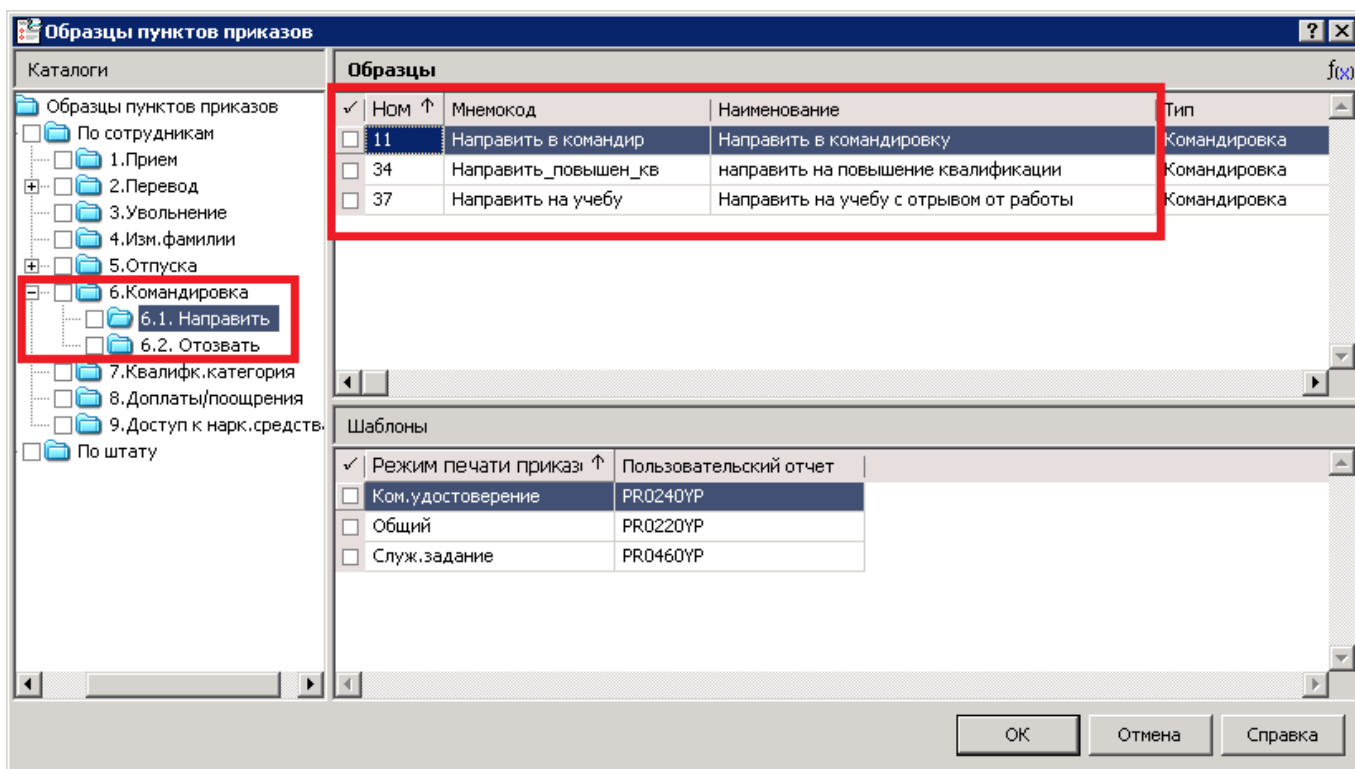 Образцы пунктов приказов
Каталоги
Образцы пунктов приказов
По сотрудникам
1.Прием
2.Перевод
3.Увольнение
4.Изм.фамилии
5.Отпуска
6.Командировка
6.1. Направить
6.2. Отозвать
7.Квалифк.категория
8.Доплаты/поощрения
9.Доступ к нарк.средств.
По штату
Образцы f(x)
Ном Мнемокод Наименование Тип
11 Направить в командир Направить в командировку Командировка
34 Направить_повышен_кв направить на повышение квалификации Командировка
37 Направить на учебу Направить на учебу с отрывом от работы Командировка
Шаблоны
Режим печати приказ Пользовательский отчет
Ком.удостоверение PR0240YP
Общий PR0220YP
Служ.задание PR0460YP
ОК Отмена Справка